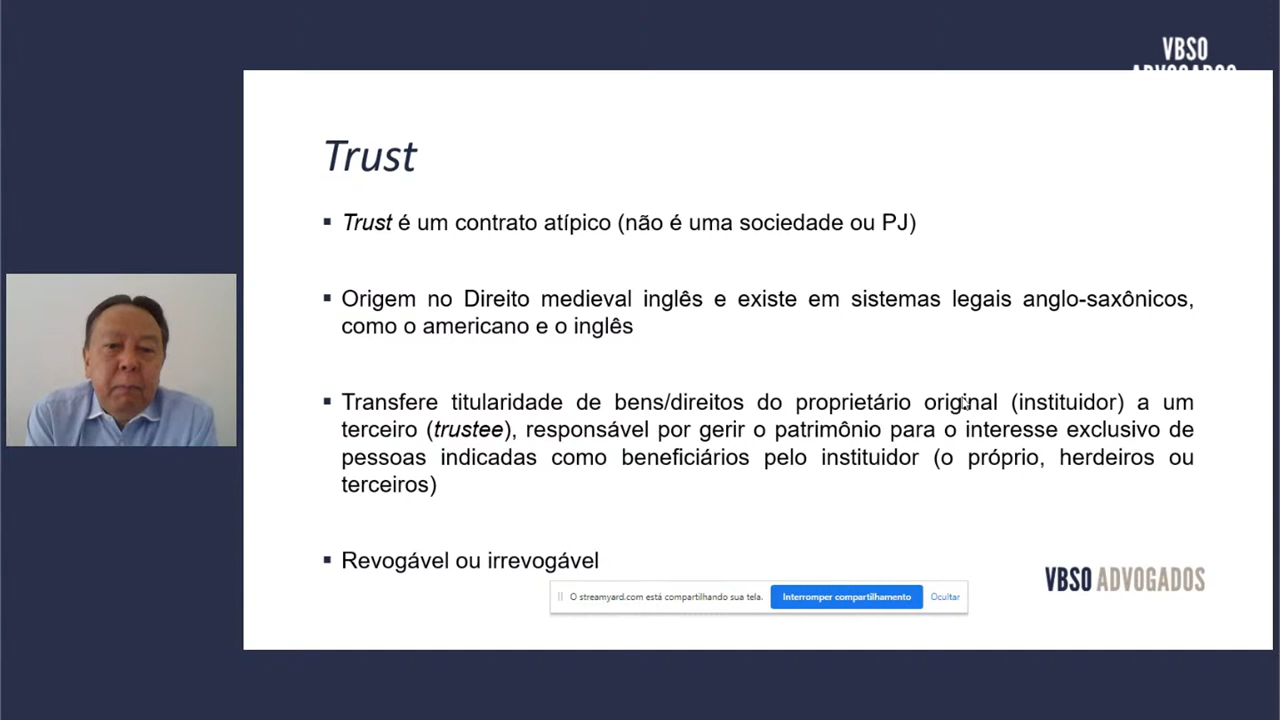 VBSO
ADVOGADOS
Trust
▪ Trust é um contrato atípico (não é uma sociedade ou PJ)
▪ Origem no Direito medieval inglês e existe em sistemas legais anglo-saxônicos,
como o americano e o inglês
▪ Transfere titularidade de bens/direitos do proprietário original (instituidor) a um
terceiro (trustee), responsável por gerir o patrimônio para o interesse exclusivo de
pessoas indicadas como beneficiários pelo instituidor (o próprio, herdeiros ou
terceiros)
▪ Revogável ou irrevogável
VBSO ADVOGADOS
O streamyard.com está compartilhando sua tela. Interromper compartilhamento Ocultar